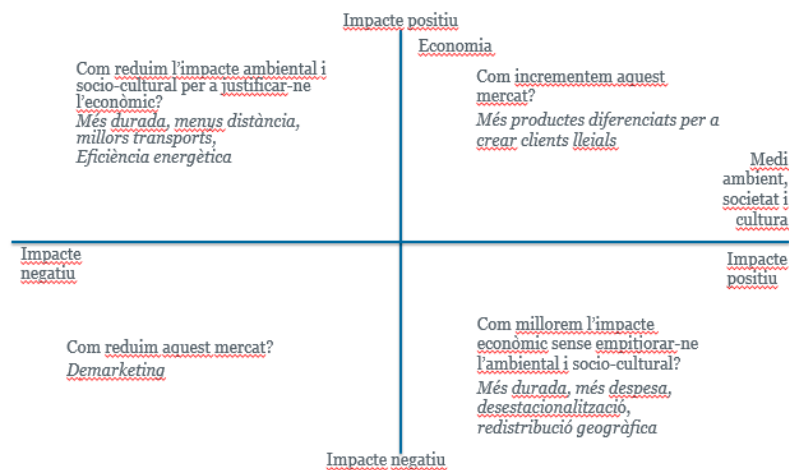 Impacte positiu
Economia
Com reduim l’impacte ambiental i
socio-cultural per a justificar-ne
l’econòmic?
Més durada, menys distància,
millors transports,
Eficiència energètica
Com incrementem aquest
mercat?
Més productes diferenciats per a
crear clients lleials
Medi
ambient,
societat i
cultura
Impacte
negatiu
Impacte
positiu
Com reduim aquest mercat?
Demarketing
Com millorem l’impacte
econòmic sense empitjorar-ne
l’ambiental i socio-cultural?
Més durada, més despesa,
desestacionalització,
redistribució geogràfica
Impacte negatiu